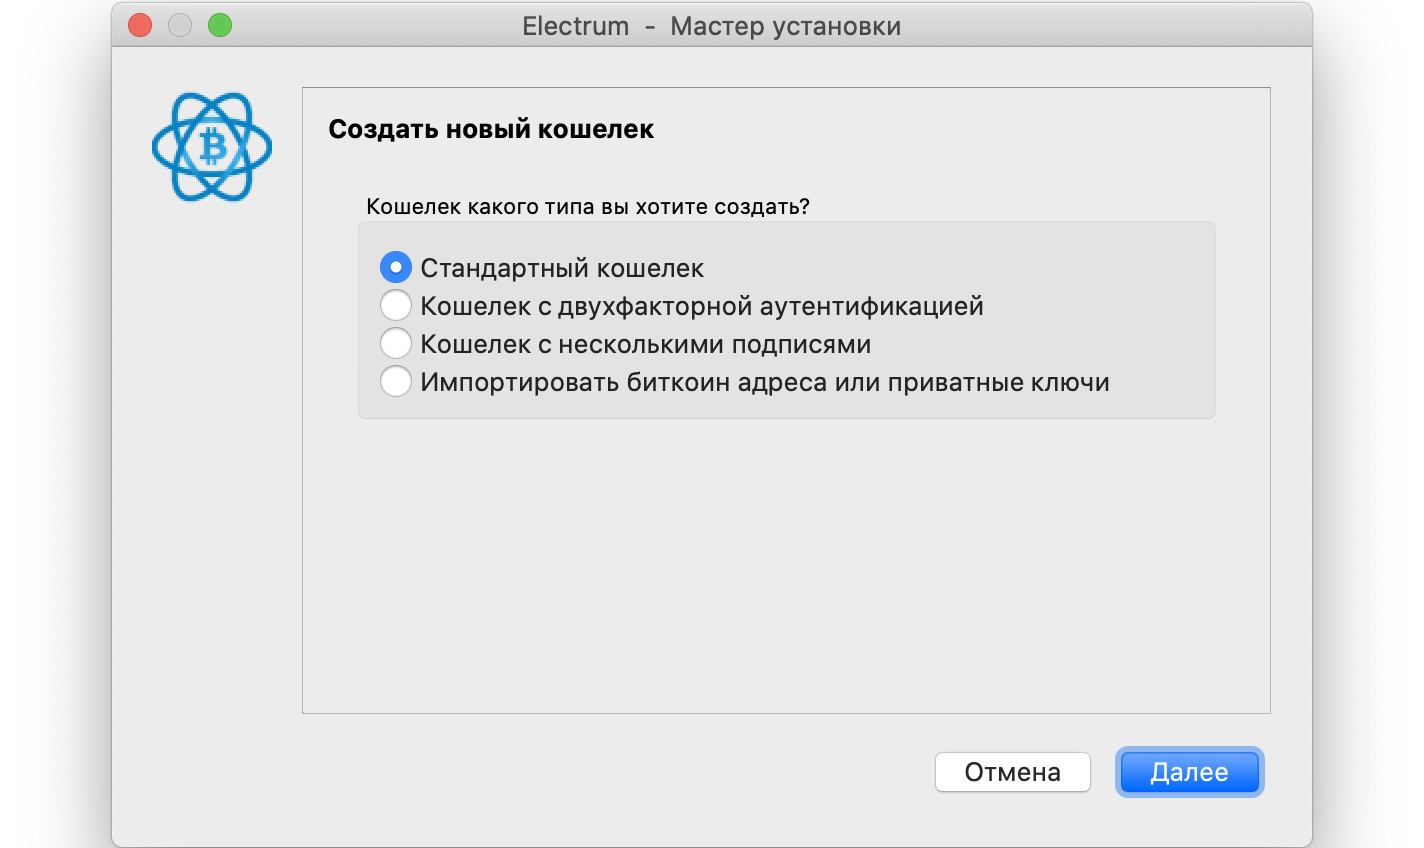 Electrum - Мастер установки
Создать новый кошелек
Кошелек какого типа вы хотите создать?
Стандартный кошелек
Кошелек с двухфакторной аутентификацией
Кошелек с несколькими подписями
Импортировать биткоин адреса или приватные ключи
Отмена
Далее